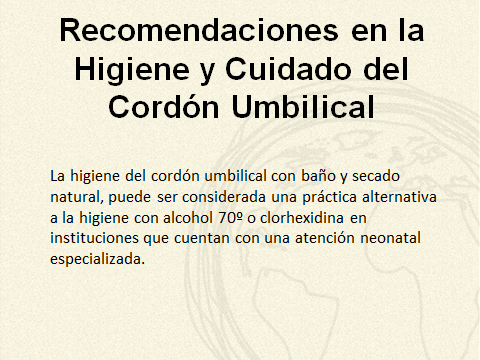 Recomendaciones en la
Higiene y Cuidado del
Cordón Umbilical
La higiene del cordón umbilical con baño y secado
natural, puede ser considerada una práctica alternativa
a la higiene con alcohol 70º o clorhexidina en
instituciones que cuentan con una atención neonatal
especializada.